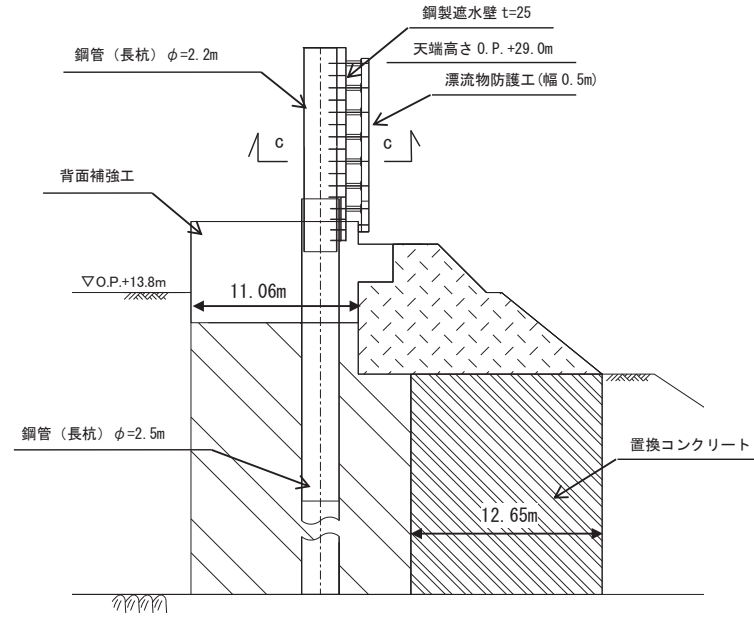 鋼製遮水壁 t=25
天端高さ O.P.+29.0m
鋼管（長杭）φ=2.2m
漂流物防護工(幅 0.5m)
c
c
背面補強工
▽O.P.+13.8m
11.06m
鋼管（長杭）φ=2.5m
置換コンクリート
12.65m